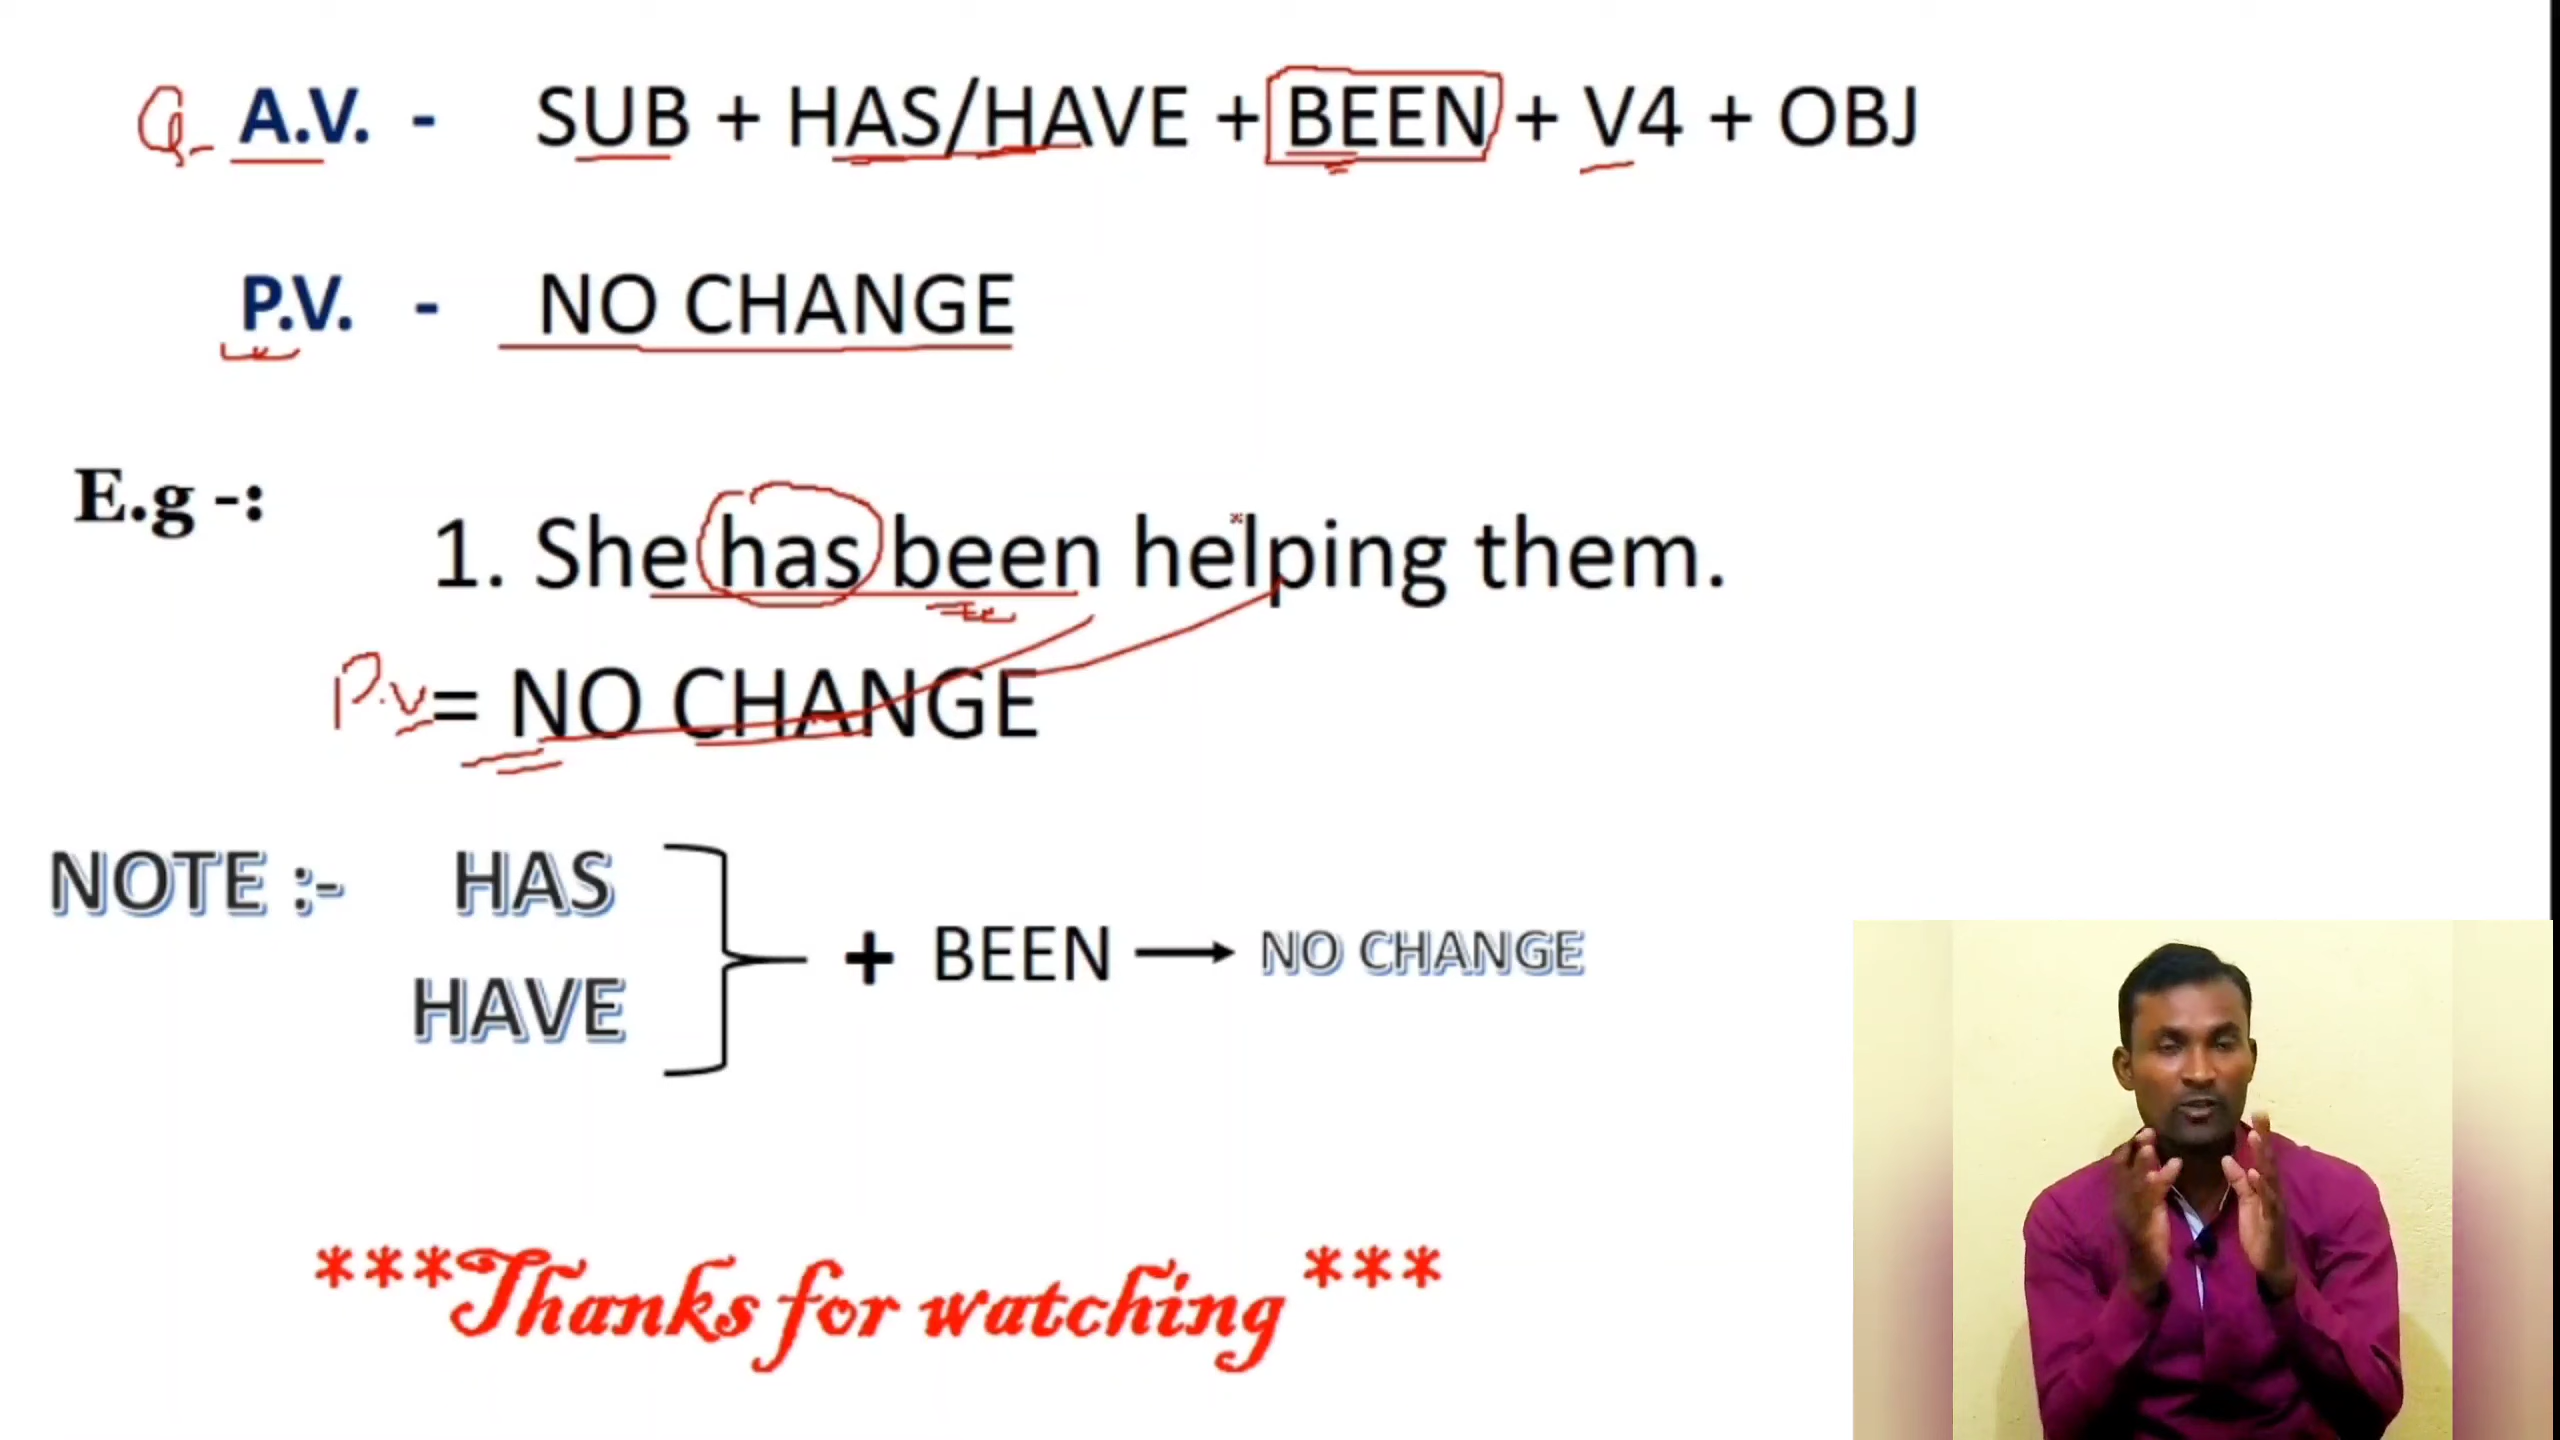 Q. A.V. - SUB + HAS/HAVE + BEEN + V4 + OBJ
P.V. - NO CHANGE
E.g -:
1. She has been helping them.
P.V = NO CHANGE
NOTE :- HAS
HAVE
+ BEEN → NO CHANGE
***Thanks for watching ***